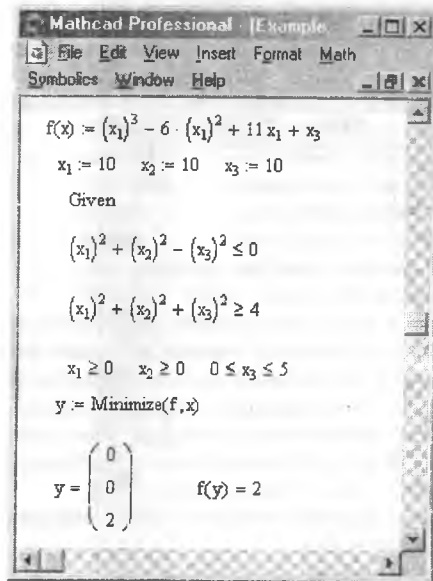 Mathcad Professional - [Example
File Edit View Insert Format Math
Symbolics Window Help
f(x) := (x₁)³ − 6 · (x₁)² + 11 x₁ + x₃
x₁ := 10 x₂ := 10 x₃ := 10
Given
(x₁)² + (x₂)² − (x₃)² ≤ 0
(x₁)² + (x₂)² + (x₃)² ≥ 4
x₁ ≥ 0 x₂ ≥ 0 0 ≤ x₃ ≤ 5
y := Minimize(f,x)
0
y = 0 f(y) = 2
2